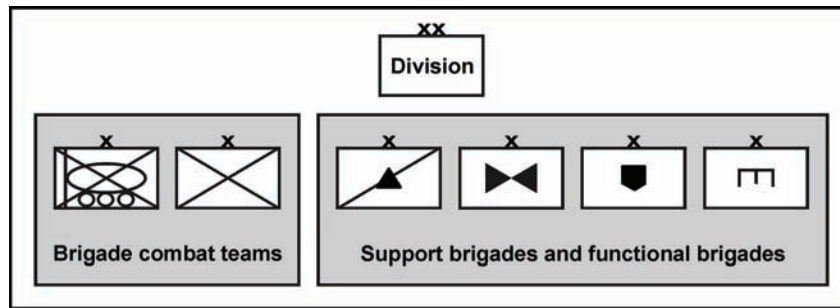 XX
Division
X X X X X X
Brigade combat teams
Support brigades and functional brigades